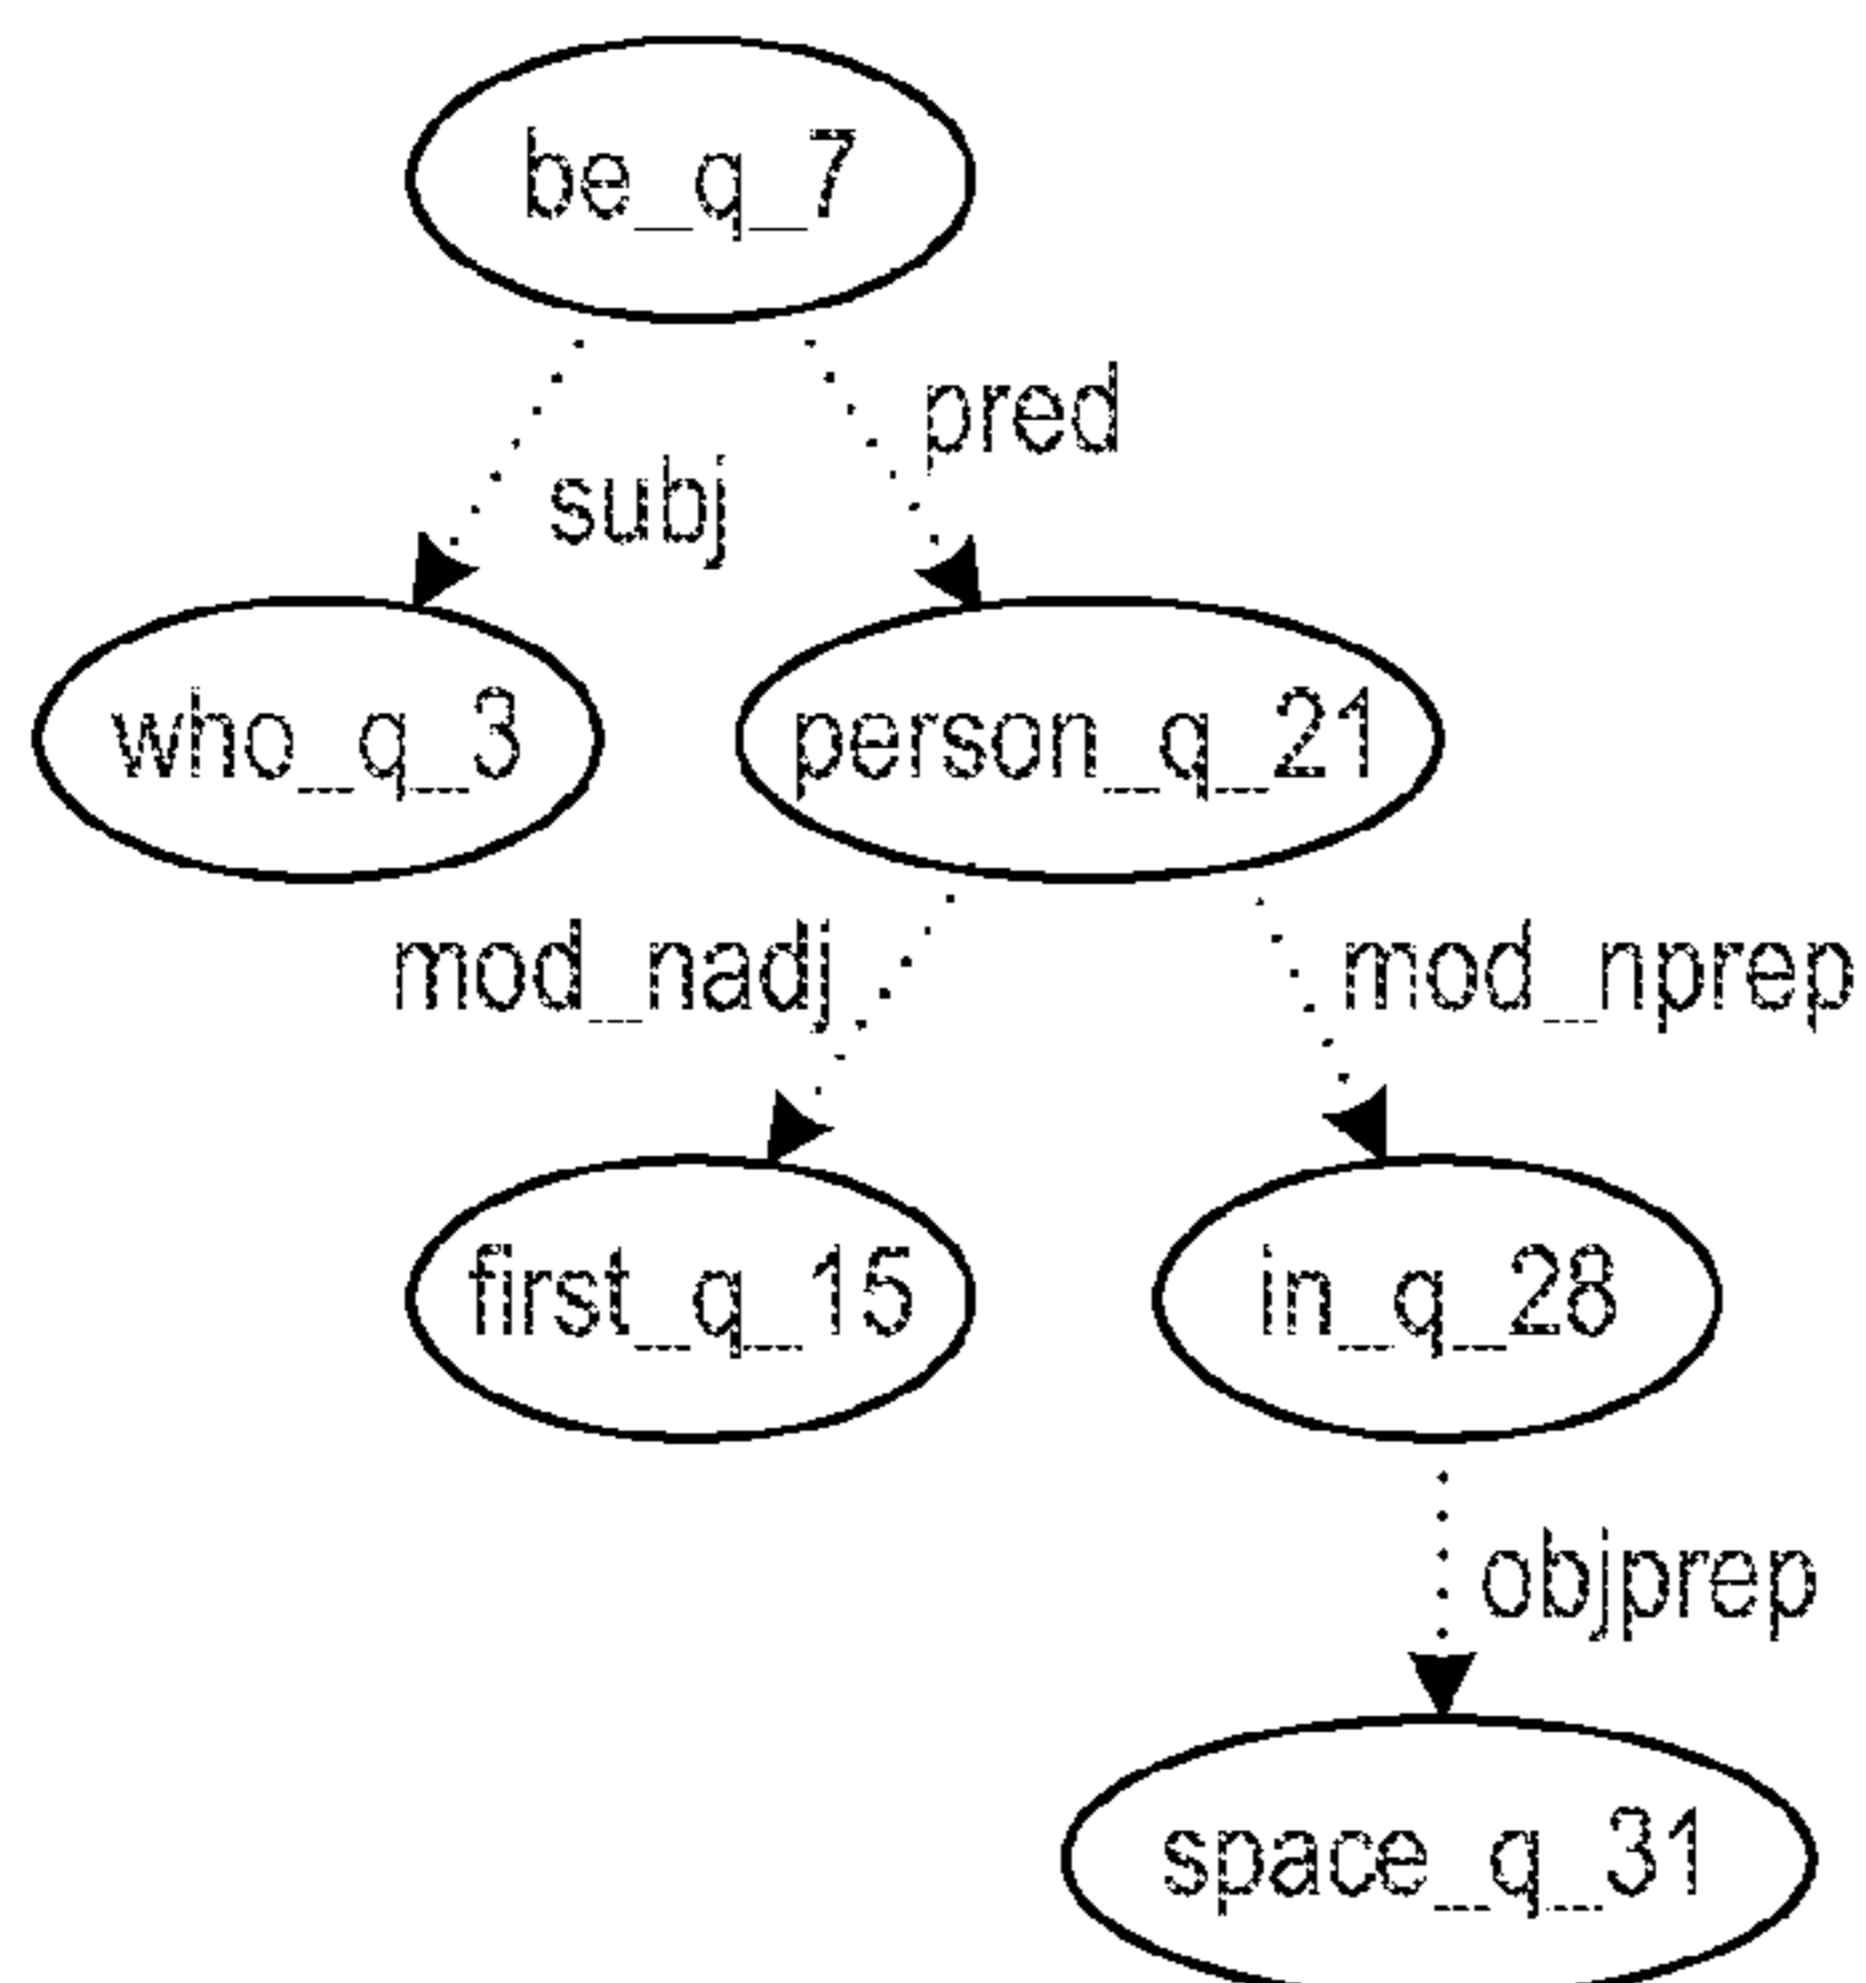 be_q_7
pred
subj
who_q_3
person_q_21
mod_nadj
mod_nprep
first_q_15
in_q_28
objprep
space_q_31